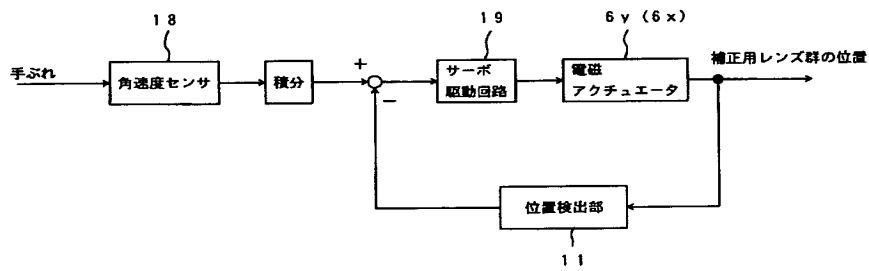 18
19
6y (6x)
手ぶれ
角速度センサ
積分
+
−
サーボ
駆動回路
電磁
アクチュエータ
補正用レンズ群の位置
位置検出部
11